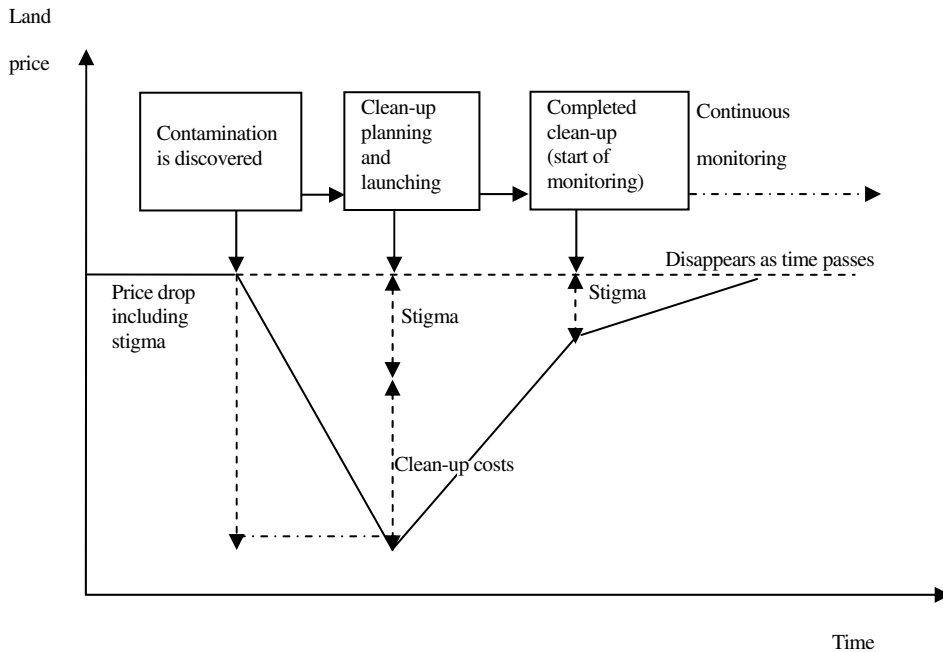 Land
price
Contamination
is discovered
Clean-up
planning
and
launching
Completed
clean-up
(start of
monitoring)
Continuous
monitoring
Disappears as time passes
Price drop
including
stigma
Stigma
Stigma
Clean-up costs
Time